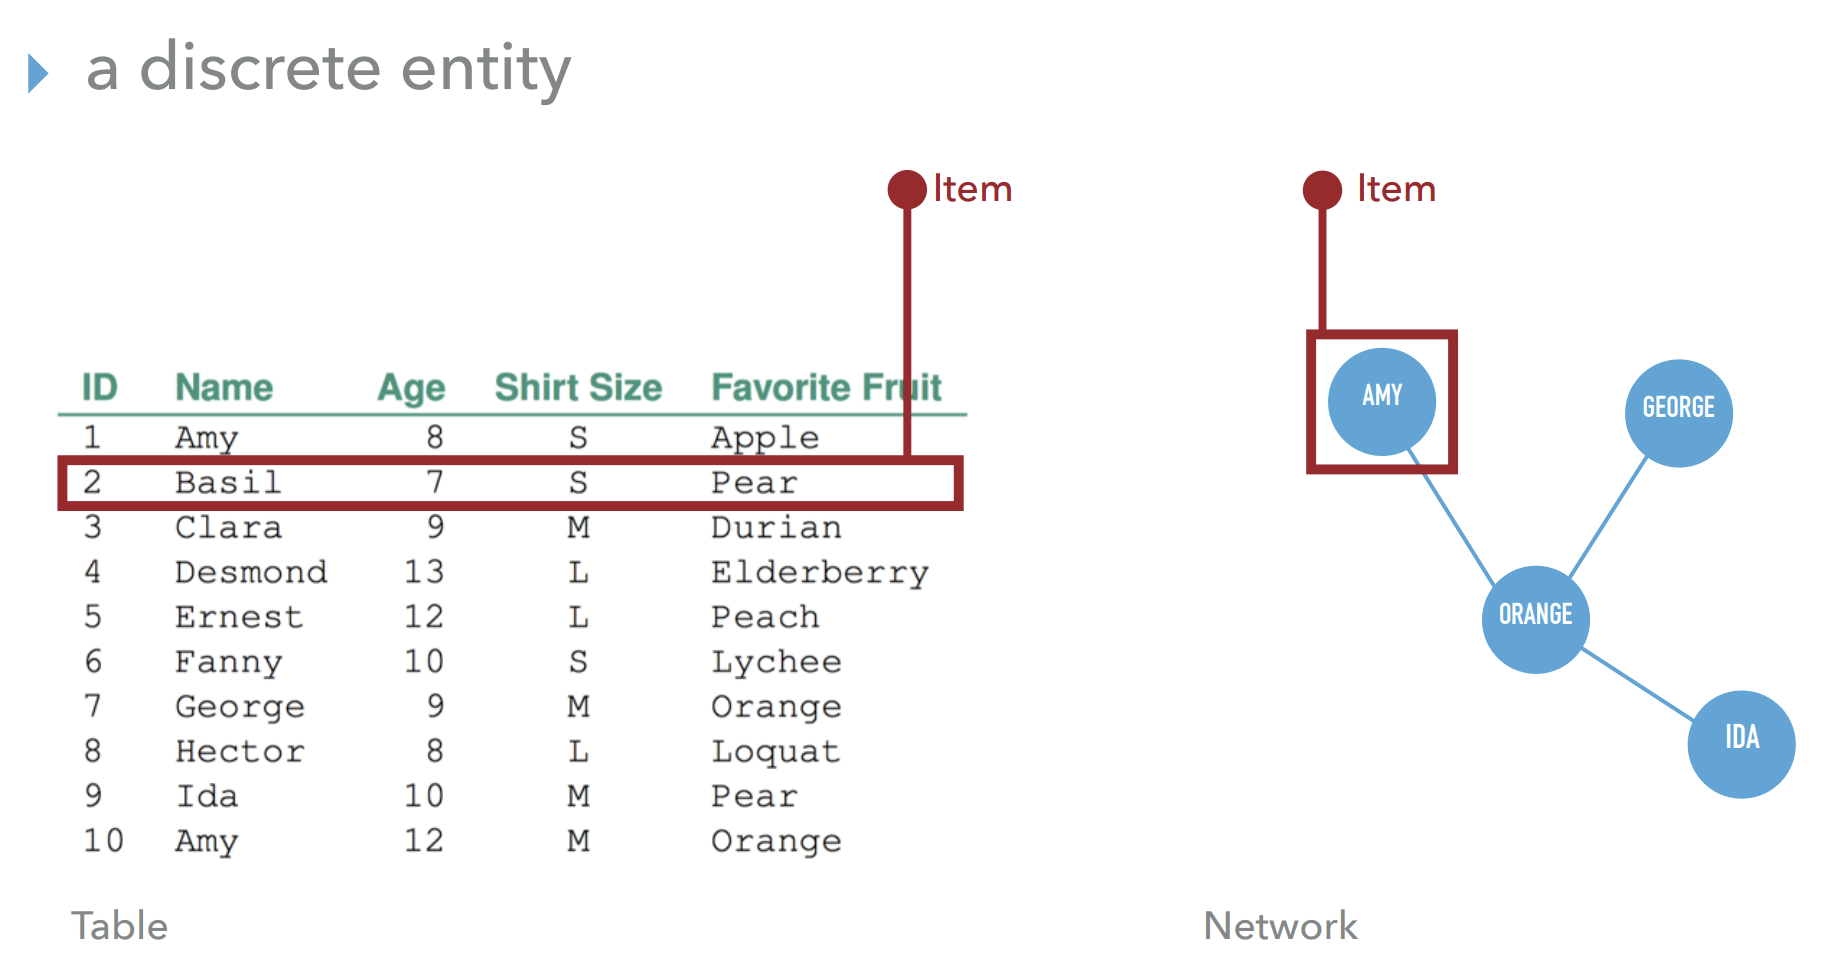 a discrete entity
Item
Item
ID Name Age Shirt Size Favorite Fruit
1 Amy 8 S Apple
2 Basil 7 S Pear
3 Clara 9 M Durian
4 Desmond 13 L Elderberry
5 Ernest 12 L Peach
6 Fanny 10 S Lychee
7 George 9 M Orange
8 Hector 8 L Loquat
9 Ida 10 M Pear
10 Amy 12 M Orange
Table
AMY
GEORGE
ORANGE
IDA
Network